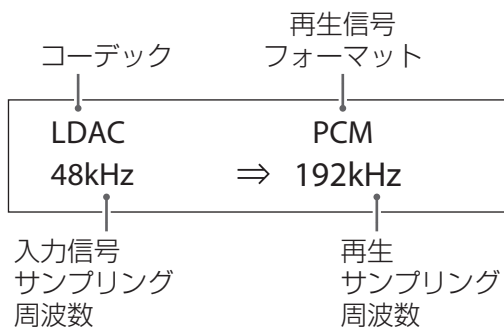 再生信号
コーデック フォーマット
LDAC PCM
48kHz ⇒ 192kHz
入力信号 再生
サンプリング サンプリング
周波数 周波数